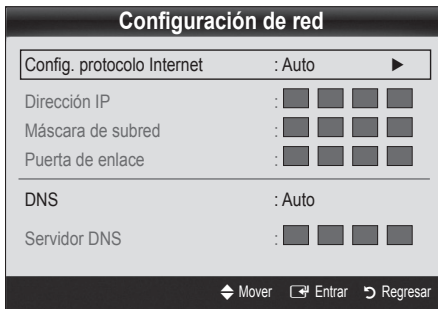 Configuración de red
Config. protocolo Internet : Auto ►
Dirección IP :
Máscara de subred :
Puerta de enlace :
DNS : Auto
Servidor DNS :
Mover Entrar Regresar